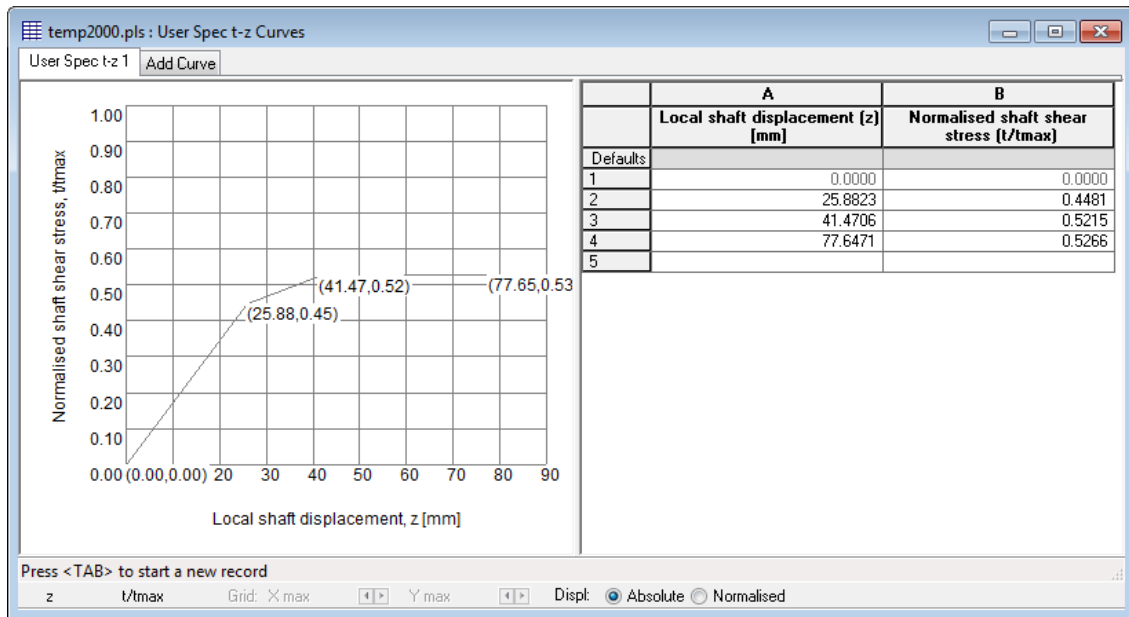 temp2000.pls : User Spec t-z Curves
User Spec t-z 1 Add Curve
1.00
0.90
0.80
0.70
0.60
0.50
0.40
0.30
0.20
0.10
0.00
Normalised shaft shear stress, t/tmax
(0.00,0.00)
(25.88,0.45)
(41.47,0.52)
(77.65,0.53
20 30 40 50 60 70 80 90
Local shaft displacement, z [mm]
A B
Local shaft displacement (z) [mm] Normalised shaft shear stress (t/tmax)
Defaults
1 0.0000 0.0000
2 25.8823 0.4481
3 41.4706 0.5215
4 77.6471 0.5266
5
Press <TAB> to start a new record
z t/tmax Grid: X max Y max Displ: Absolute Normalised